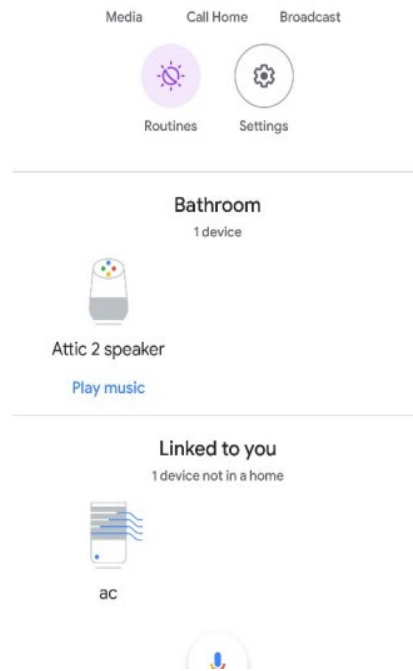 Media Call Home Broadcast
Routines Settings
Bathroom
1 device
Attic 2 speaker
Play music
Linked to you
1 device not in a home
ac